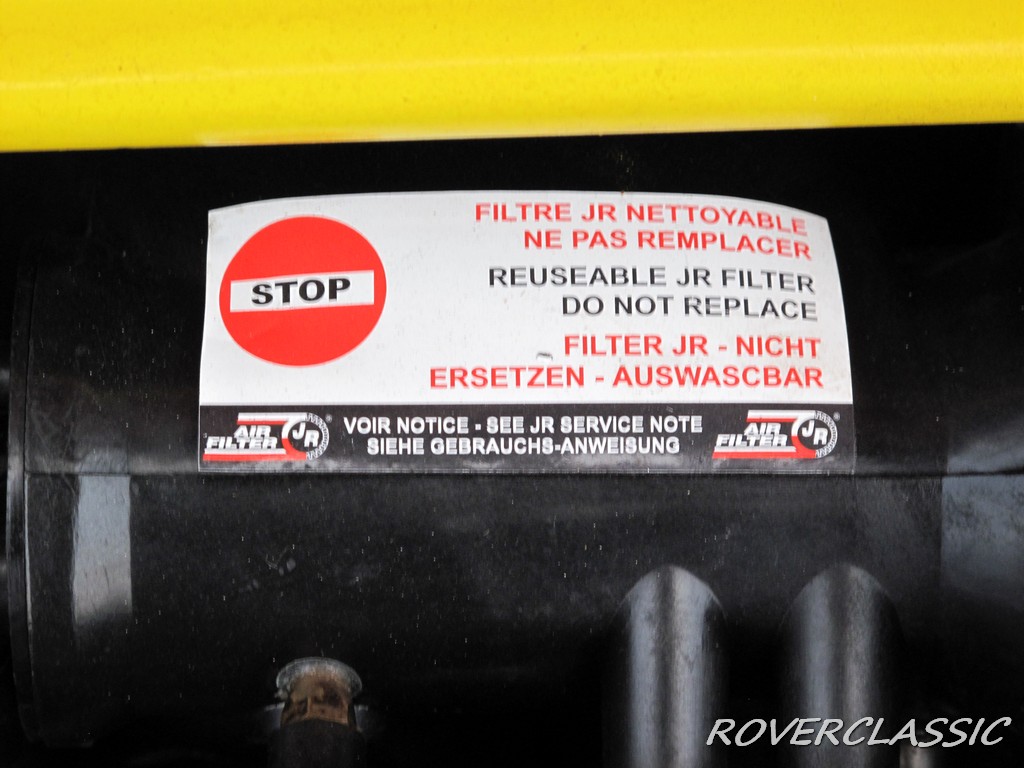 FILTRE JR NETTOYABLE
NE PAS REMPLACER
STOP
REUSEABLE JR FILTER
DO NOT REPLACE
FILTER JR - NICHT
ERSETZEN - AUSWASCBAR
AIR FILTER JR®
VOIR NOTICE - SEE JR SERVICE NOTE
SIEHE GEBRAUCHS-ANWEISUNG
AIR FILTER JR®
ROVERCLASSIC